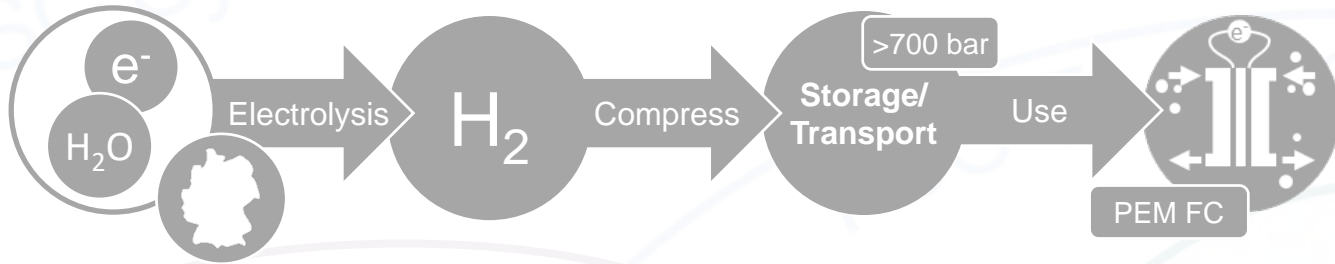 e⁻
H₂O
Electrolysis
H₂
Compress
>700 bar
Storage/
Transport
Use
e⁻
PEM FC